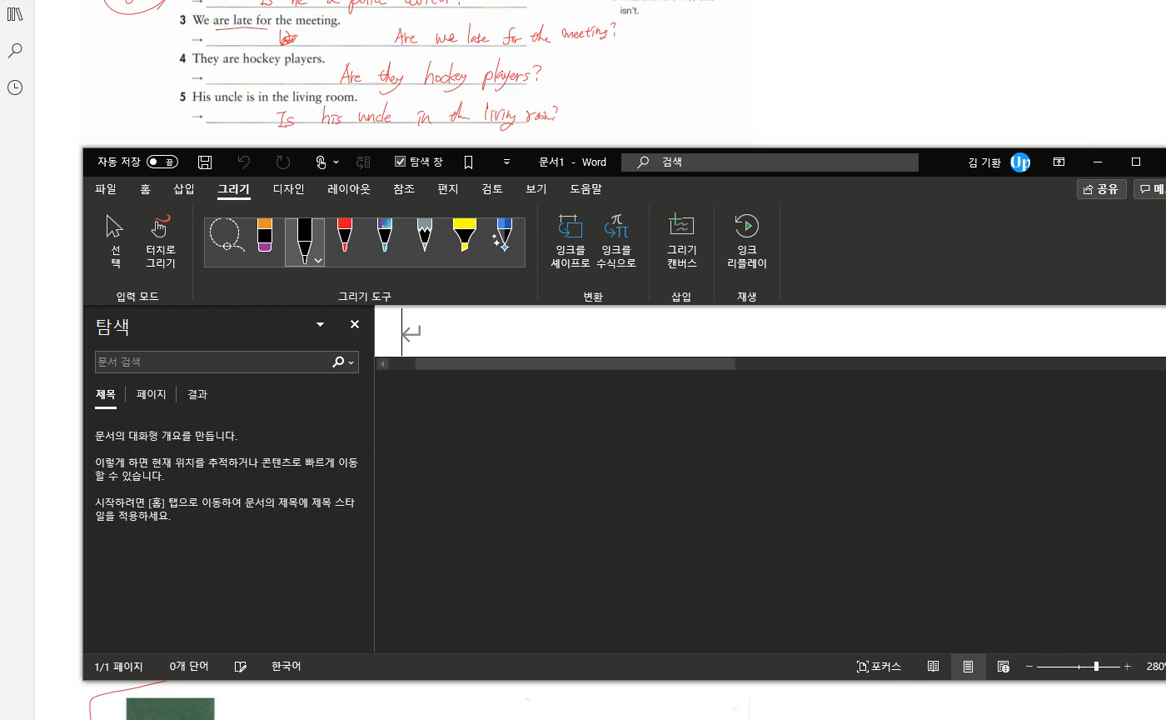 Is he a police
isn't.
3 We are late for the meeting.
→ Are we late for the meeting?
4 They are hockey players.
→ Are they hockey players?
5 His uncle is in the living room.
→ Is his uncle in the living room?
자동 저장 끔 탐색 창 문서1 - Word 검색 김 기환 Up
파일 홈 삽입 그리기 디자인 레이아웃 참조 편지 검토 보기 도움말 공유 메
선택 터치로 그리기 잉크를 셰이프로 잉크를 수식으로 그리기 캔버스 잉크 리플레이
입력 모드 그리기 도구 변환 삽입 재생
탐색
문서 검색
제목 페이지 결과
문서의 대화형 개요를 만듭니다.
이렇게 하면 현재 위치를 추적하거나 콘텐츠로 빠르게 이동
할 수 있습니다.
시작하려면 [홈] 탭으로 이동하여 문서의 제목에 제목 스타
일을 적용하세요.
1/1 페이지 0개 단어 한국어 포커스 280%